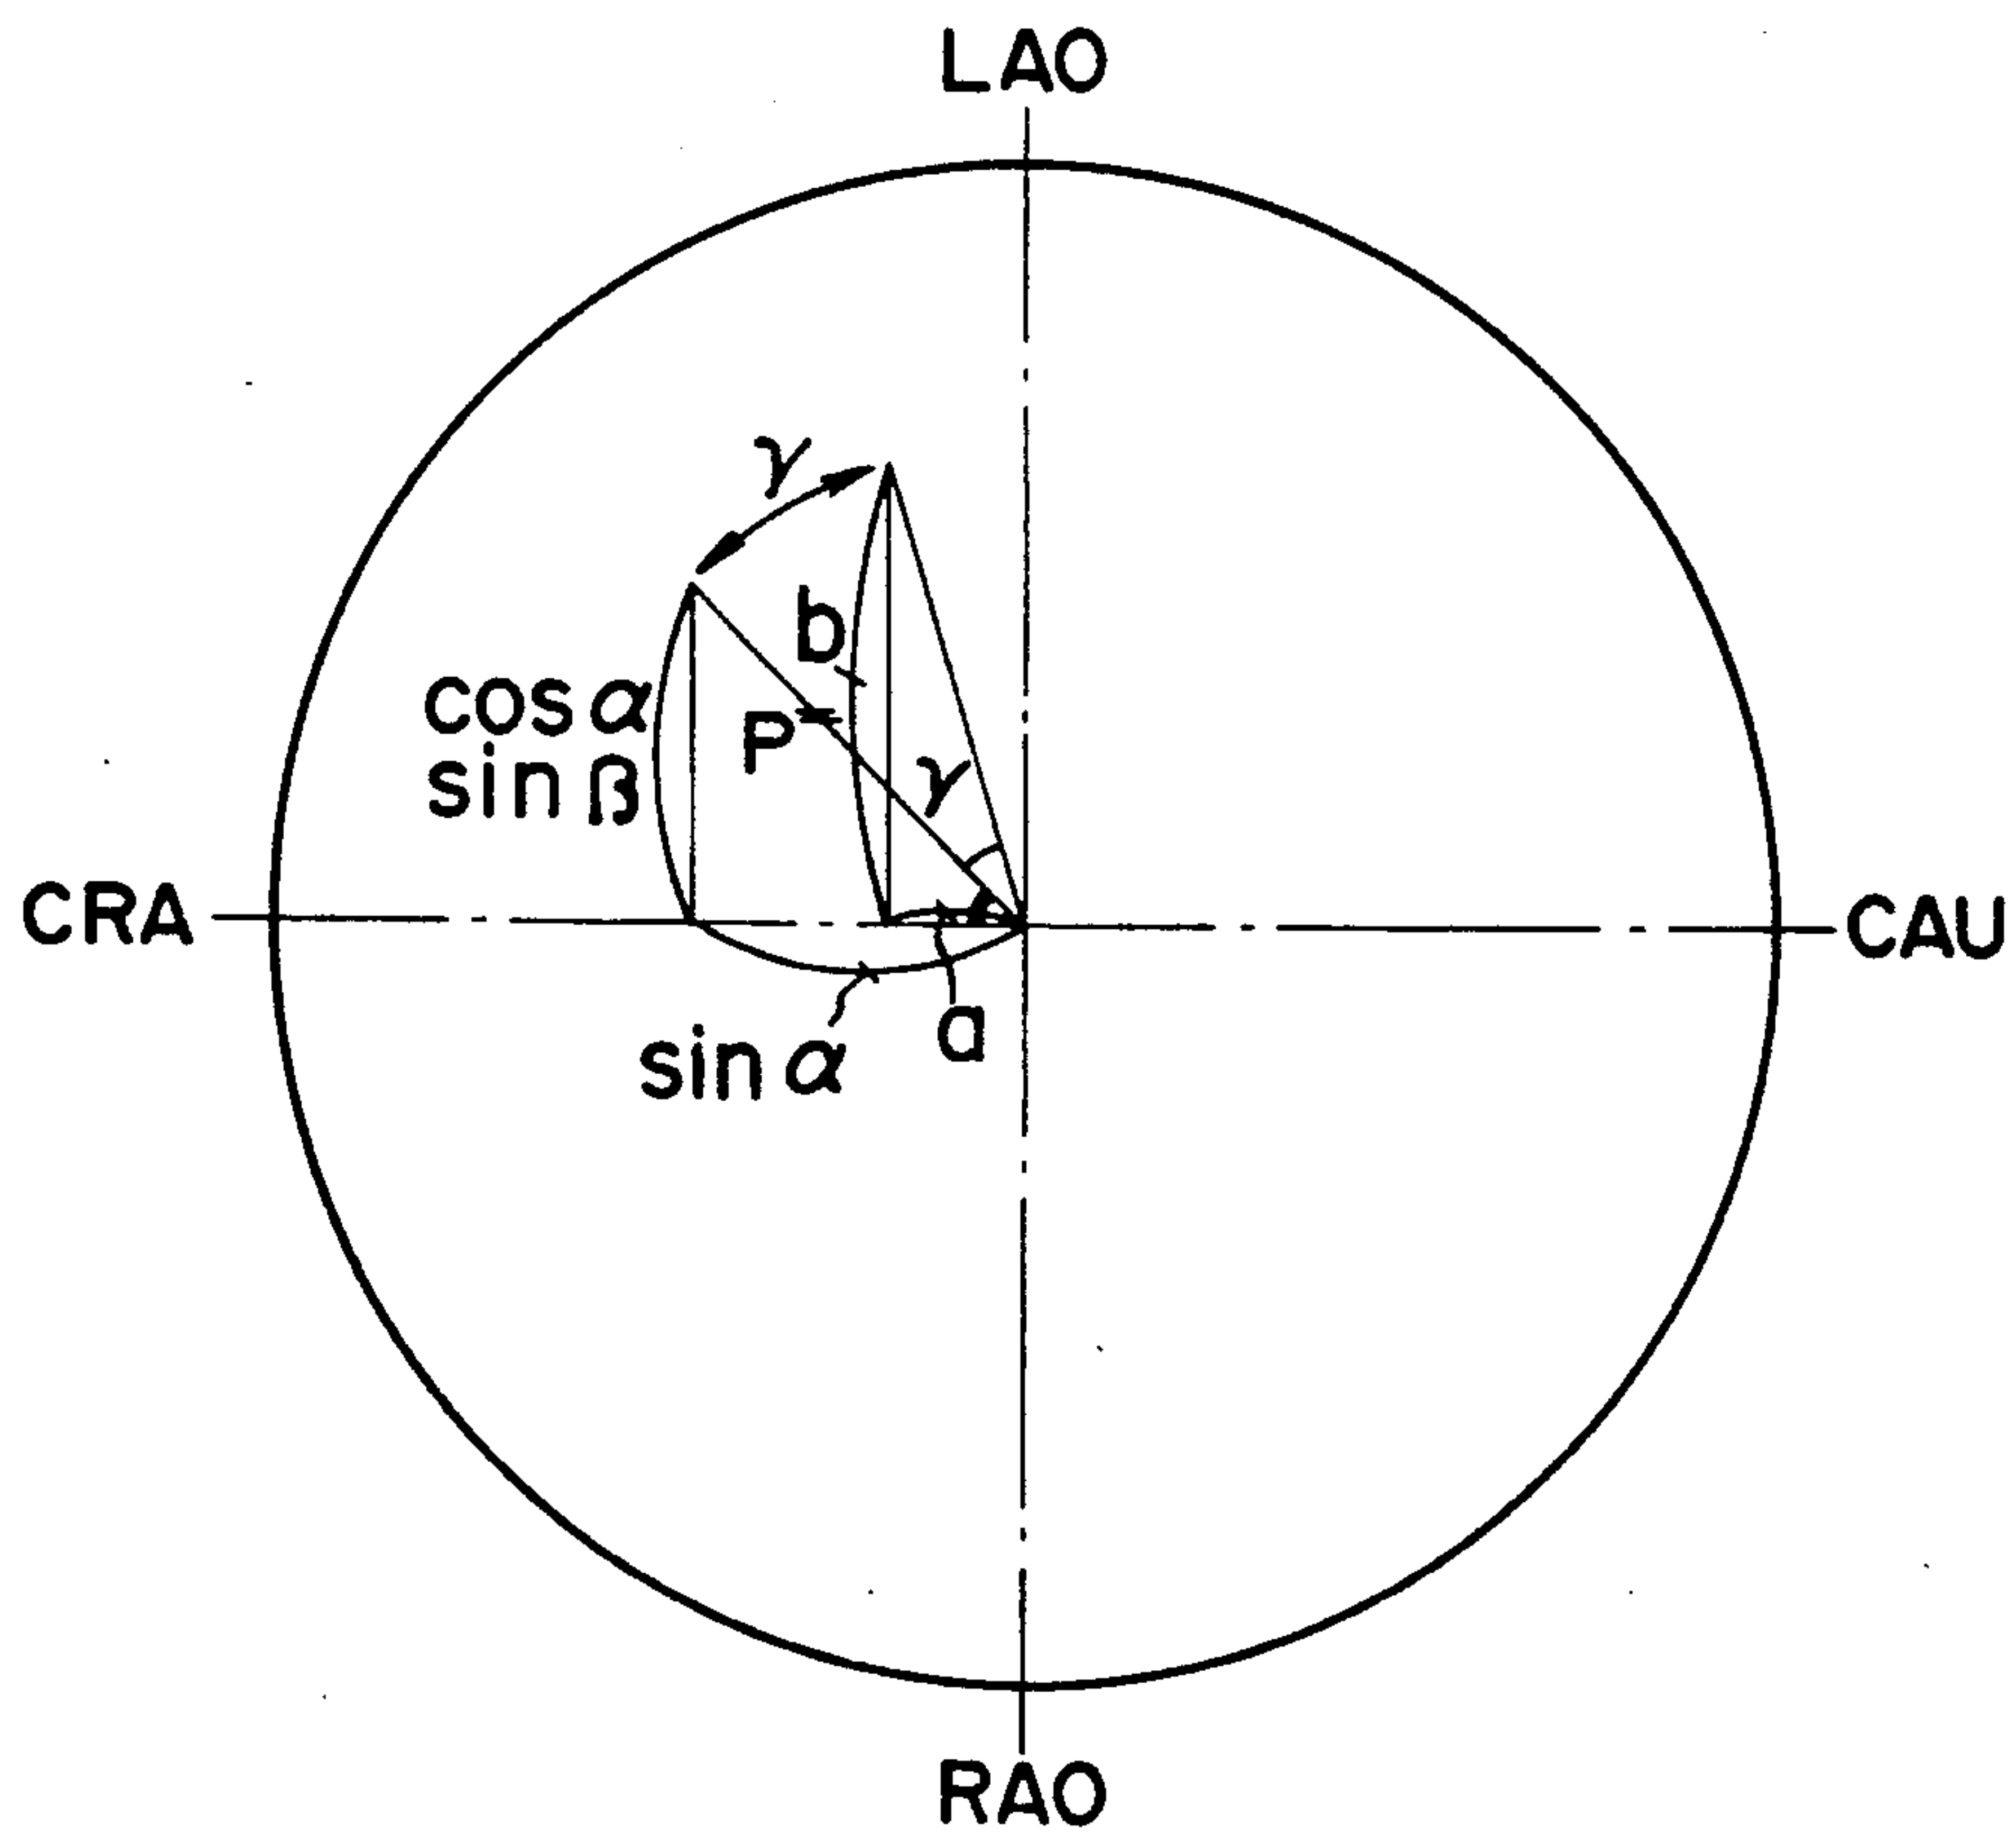 LAO
γ
b
cos α
sin β
P
γ
CRA
CAU
sin α
a
RAO